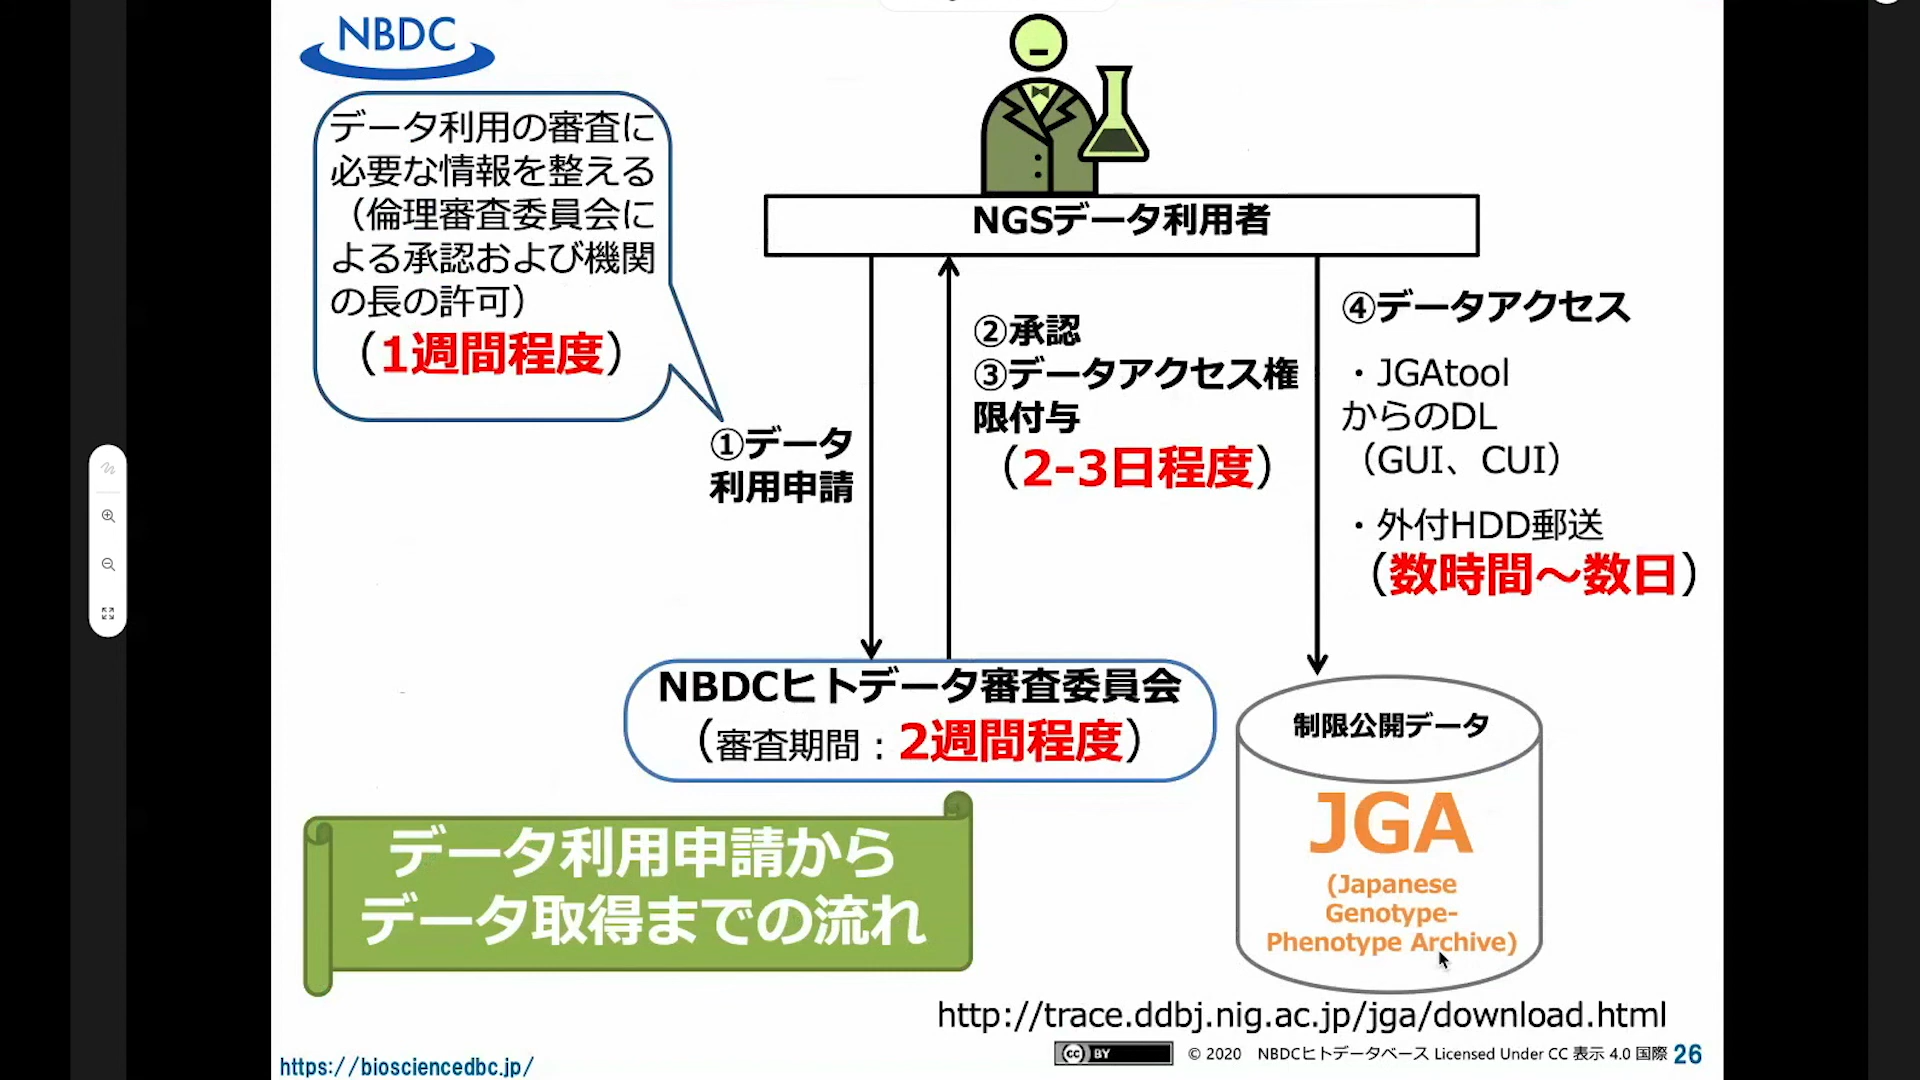 NBDC
データ利用の審査に
必要な情報を整える
（倫理審査委員会に
よる承認および機関
の長の許可）
（1週間程度）
NGSデータ利用者
①データ
利用申請
②承認
③データアクセス権
限付与
（2-3日程度）
④データアクセス
・JGAtool
からのDL
（GUI、CUI）
・外付HDD郵送
（数時間～数日）
NBDCヒトデータ審査委員会
（審査期間：2週間程度）
制限公開データ
JGA
(Japanese
Genotype-
Phenotype Archive)
データ利用申請から
データ取得までの流れ
http://trace.ddbj.nig.ac.jp/jga/download.html
https://biosciencedbc.jp/
cc BY © 2020 NBDCヒトデータベース Licensed Under CC 表示 4.0 国際 26